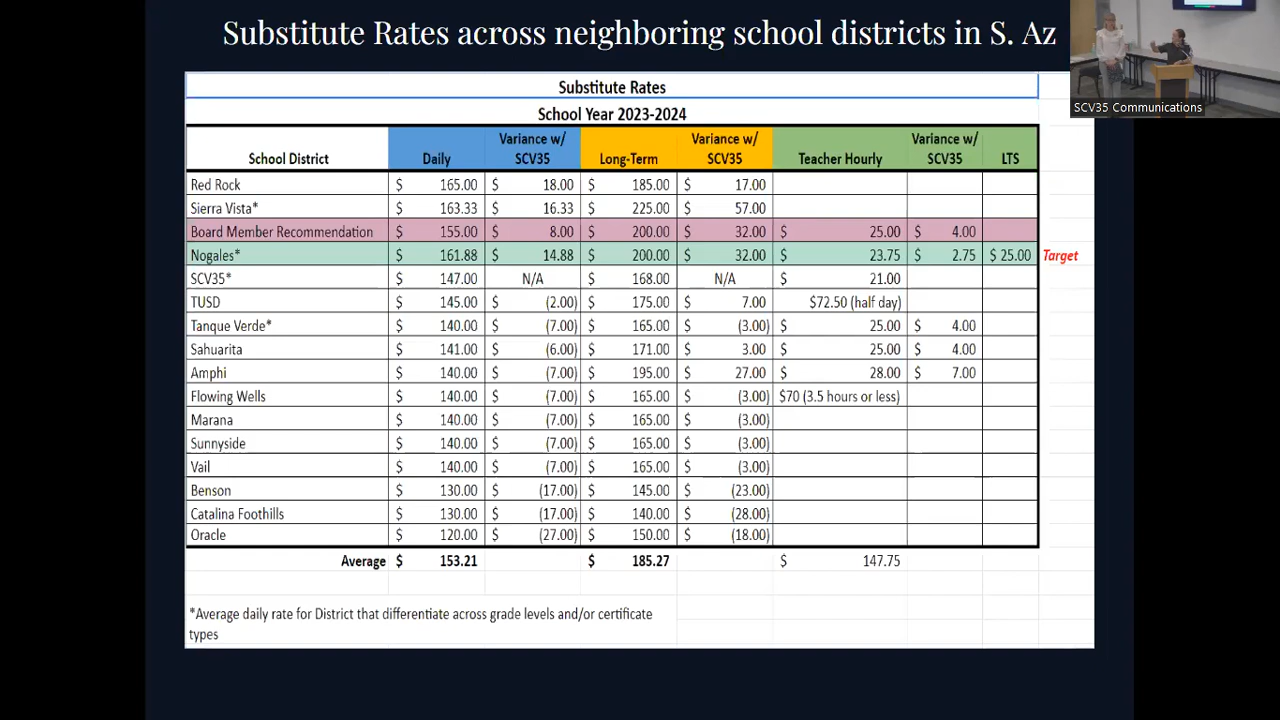 Substitute Rates across neighboring school districts in S. Az
SCV35 Communications
Substitute Rates
School Year 2023-2024
School District Daily Variance w/ SCV35 Long-Term Variance w/ SCV35 Teacher Hourly Variance w/ SCV35 LTS
Red Rock $ 165.00 $ 18.00 $ 185.00 $ 17.00
Sierra Vista* $ 163.33 $ 16.33 $ 225.00 $ 57.00
Board Member Recommendation $ 155.00 $ 8.00 $ 200.00 $ 32.00 $ 25.00 $ 4.00
Nogales* $ 161.88 $ 14.88 $ 200.00 $ 32.00 $ 23.75 $ 2.75 $ 25.00 Target
SCV35* $ 147.00 N/A $ 168.00 N/A $ 21.00
TUSD $ 145.00 $ (2.00) $ 175.00 $ 7.00 $72.50 (half day)
Tanque Verde* $ 140.00 $ (7.00) $ 165.00 $ (3.00) $ 25.00 $ 4.00
Sahuarita $ 141.00 $ (6.00) $ 171.00 $ 3.00 $ 25.00 $ 4.00
Amphi $ 140.00 $ (7.00) $ 195.00 $ 27.00 $ 28.00 $ 7.00
Flowing Wells $ 140.00 $ (7.00) $ 165.00 $ (3.00) $70 (3.5 hours or less)
Marana $ 140.00 $ (7.00) $ 165.00 $ (3.00)
Sunnyside $ 140.00 $ (7.00) $ 165.00 $ (3.00)
Vail $ 140.00 $ (7.00) $ 165.00 $ (3.00)
Benson $ 130.00 $ (17.00) $ 145.00 $ (23.00)
Catalina Foothills $ 130.00 $ (17.00) $ 140.00 $ (28.00)
Oracle $ 120.00 $ (27.00) $ 150.00 $ (18.00)
Average $ 153.21 $ 185.27 $ 147.75
*Average daily rate for District that differentiate across grade levels and/or certificate
types